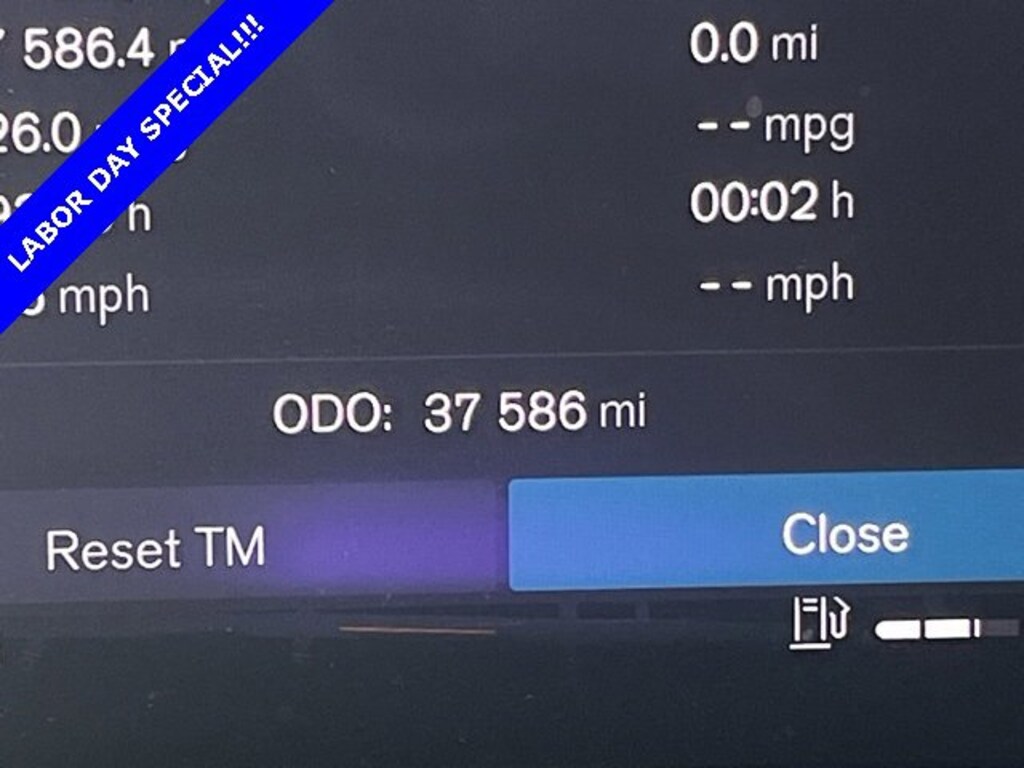 586.4
0.0 mi
26.0
-- mpg
00:02 h
h
mph
-- mph
LABOR DAY SPECIAL!!!
ODO: 37 586 mi
Reset TM
Close